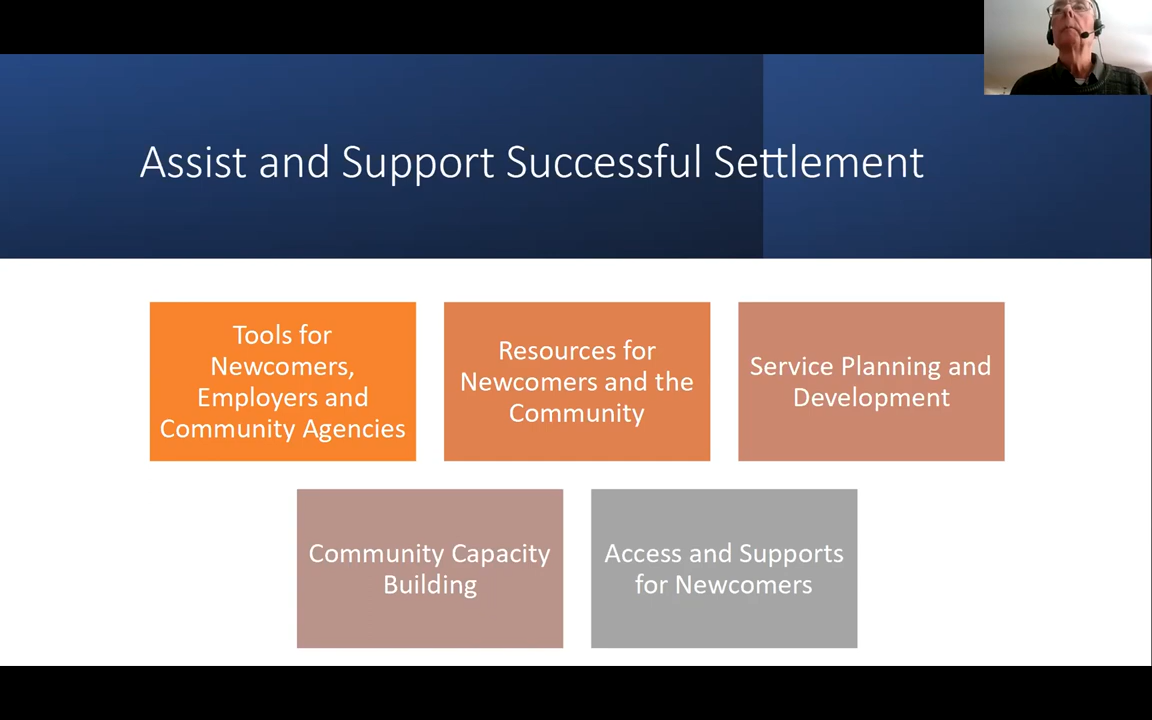 Assist and Support Successful Settlement
Tools for
Newcomers,
Employers and
Community Agencies
Resources for
Newcomers and the
Community
Service Planning and
Development
Community Capacity
Building
Access and Supports
for Newcomers